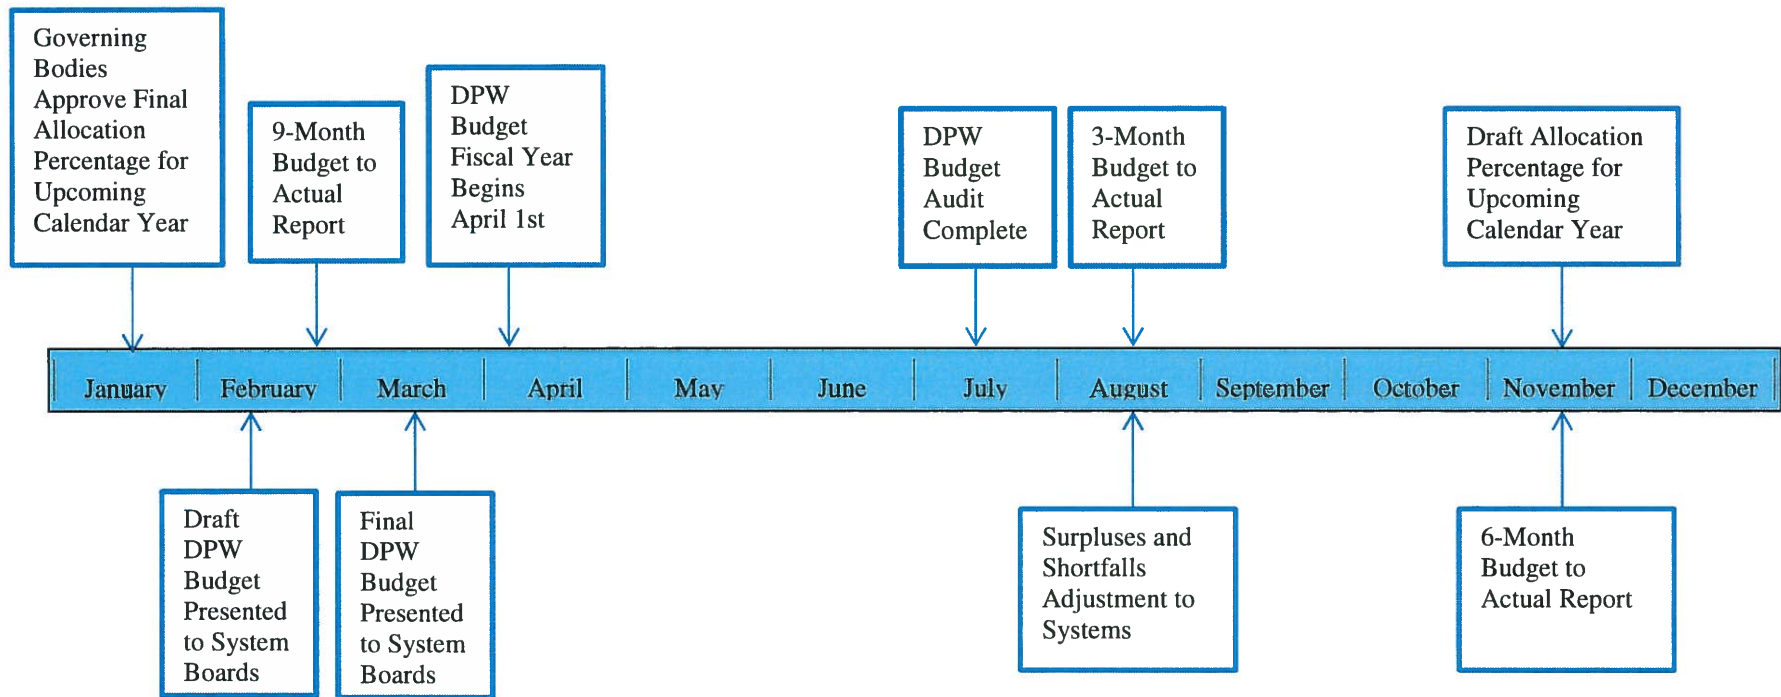 Governing
Bodies
Approve Final
Allocation
Percentage for
Upcoming
Calendar Year
9-Month
Budget to
Actual
Report
DPW
Budget
Fiscal Year
Begins
April 1st
DPW
Budget
Audit
Complete
3-Month
Budget to
Actual
Report
Draft Allocation
Percentage for
Upcoming
Calendar Year
January February March April May June July August September October November December
Draft
DPW
Budget
Presented
to System
Boards
Final
DPW
Budget
Presented
to System
Boards
Surpluses and
Shortfalls
Adjustment to
Systems
6-Month
Budget to
Actual Report